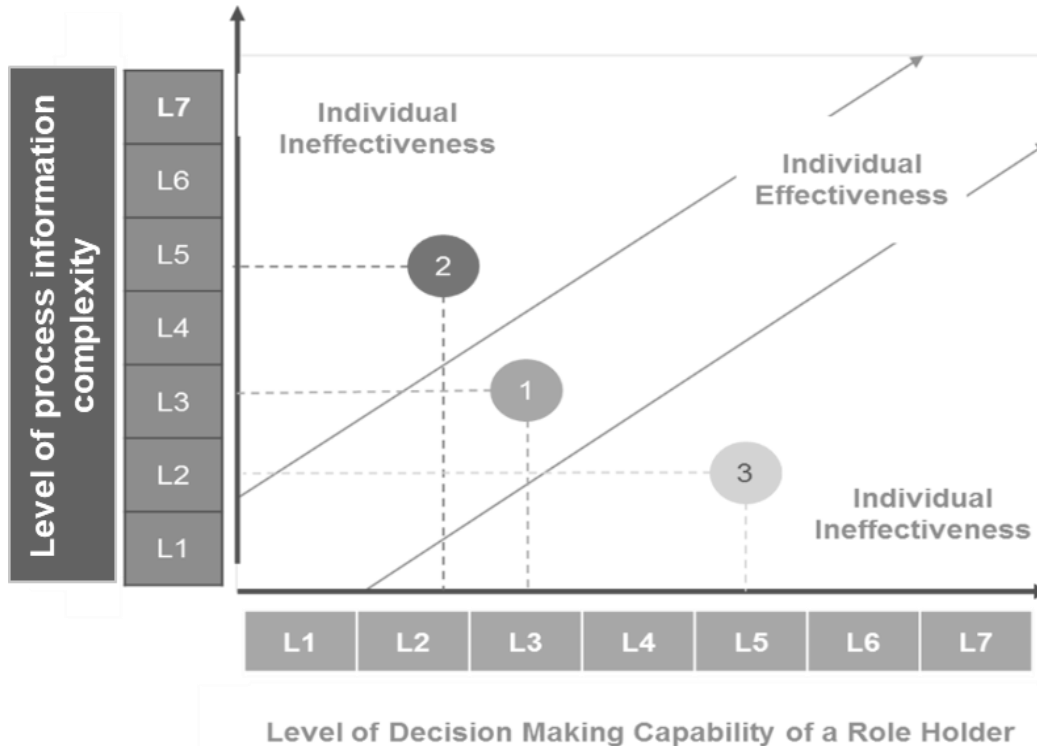 Level of process information
complexity
L7
L6
L5
L4
L3
L2
L1
Individual
Ineffectiveness
Individual
Effectiveness
2
1
3
Individual
Ineffectiveness
L1 L2 L3 L4 L5 L6 L7
Level of Decision Making Capability of a Role Holder